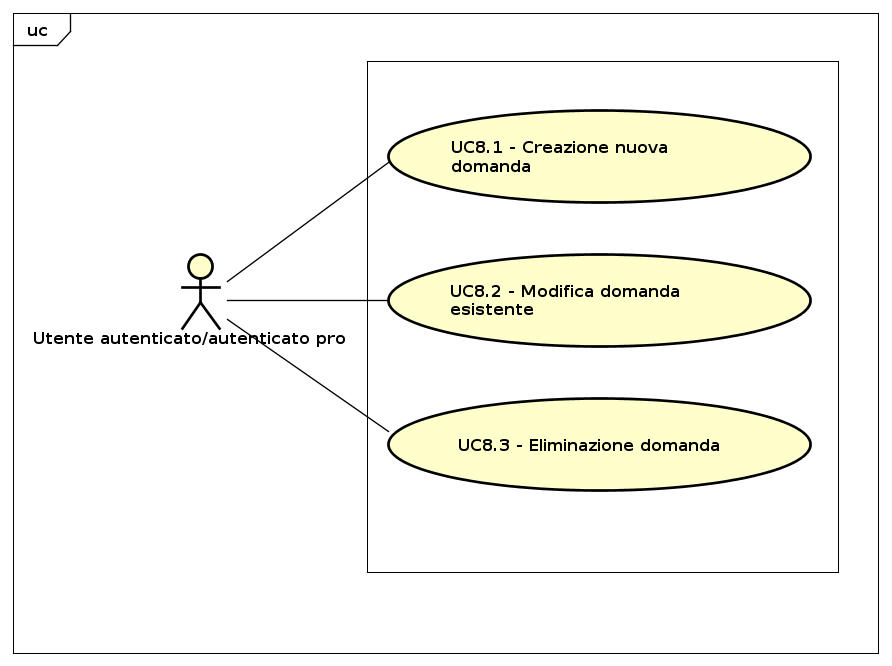 uc
UC8.1 - Creazione nuova
domanda
UC8.2 - Modifica domanda
esistente
Utente autenticato/autenticato pro
UC8.3 - Eliminazione domanda